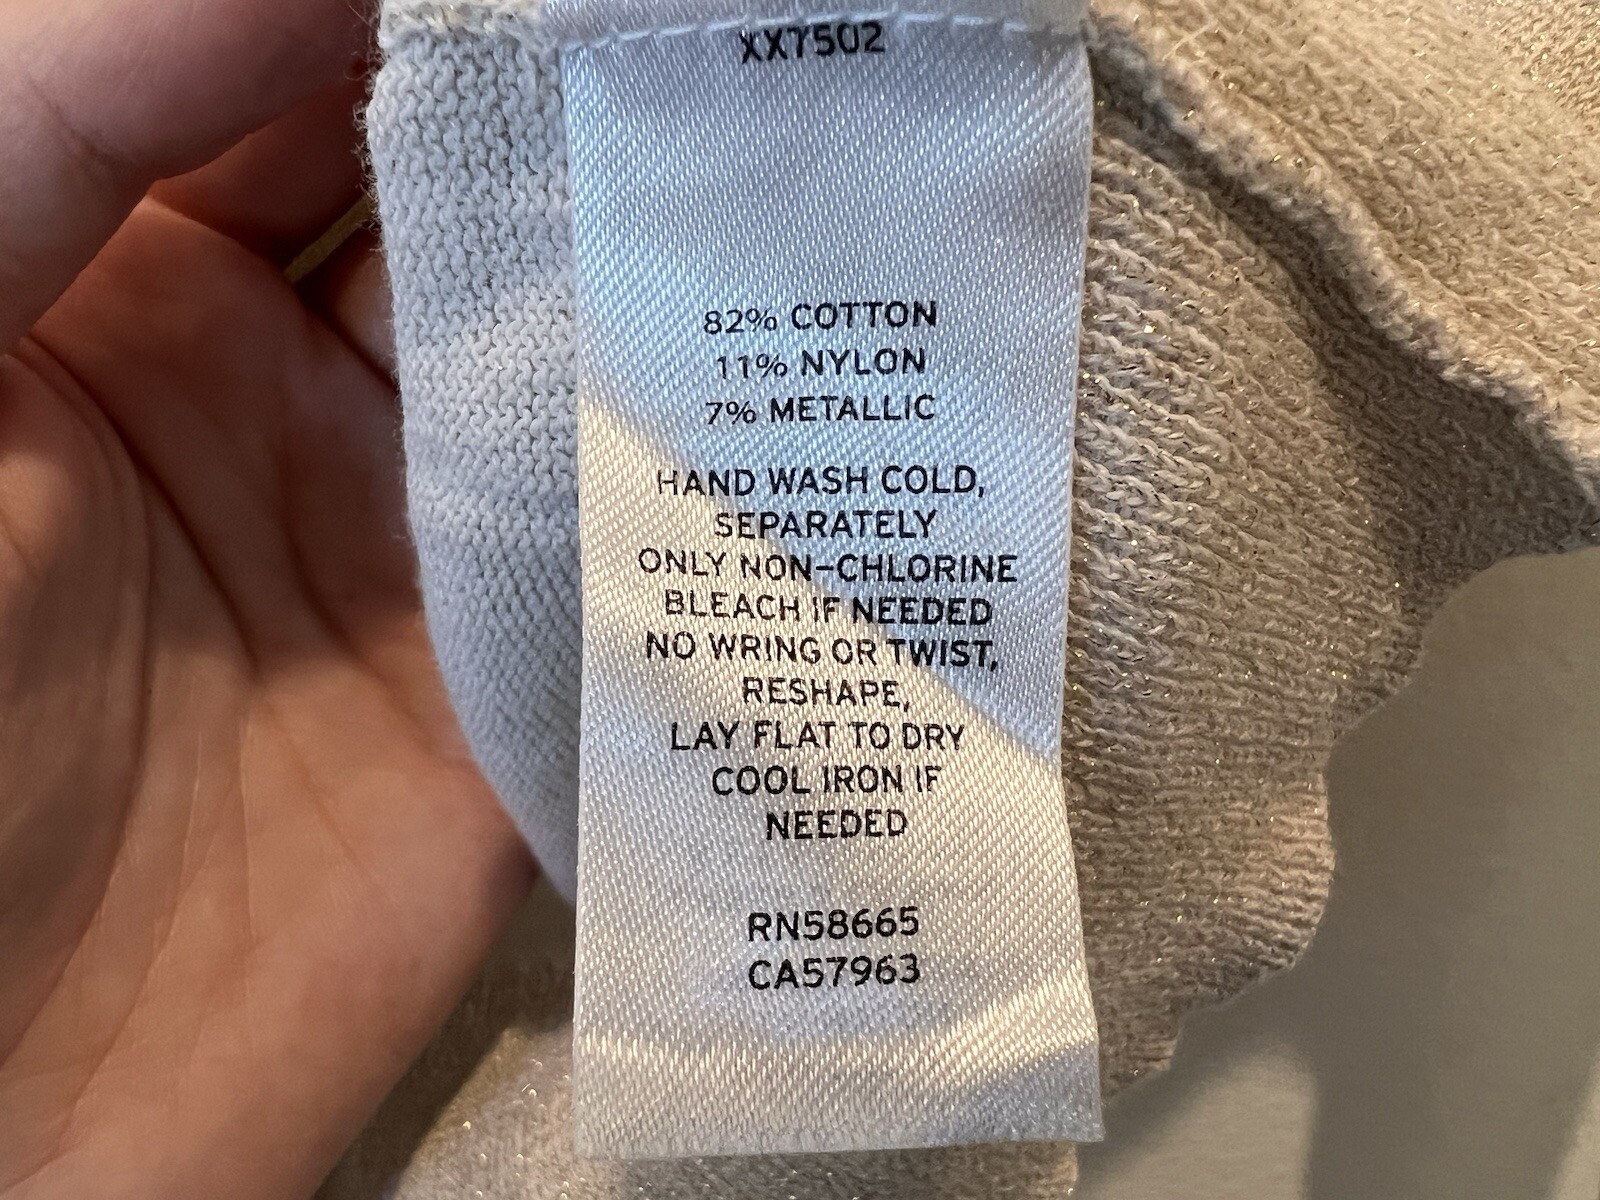 XX7502
82% COTTON
11% NYLON
7% METALLIC
HAND WASH COLD,
SEPARATELY
ONLY NON-CHLORINE
BLEACH IF NEEDED
NO WRING OR TWIST,
RESHAPE,
LAY FLAT TO DRY
COOL IRON IF
NEEDED
RN58665
CA57963